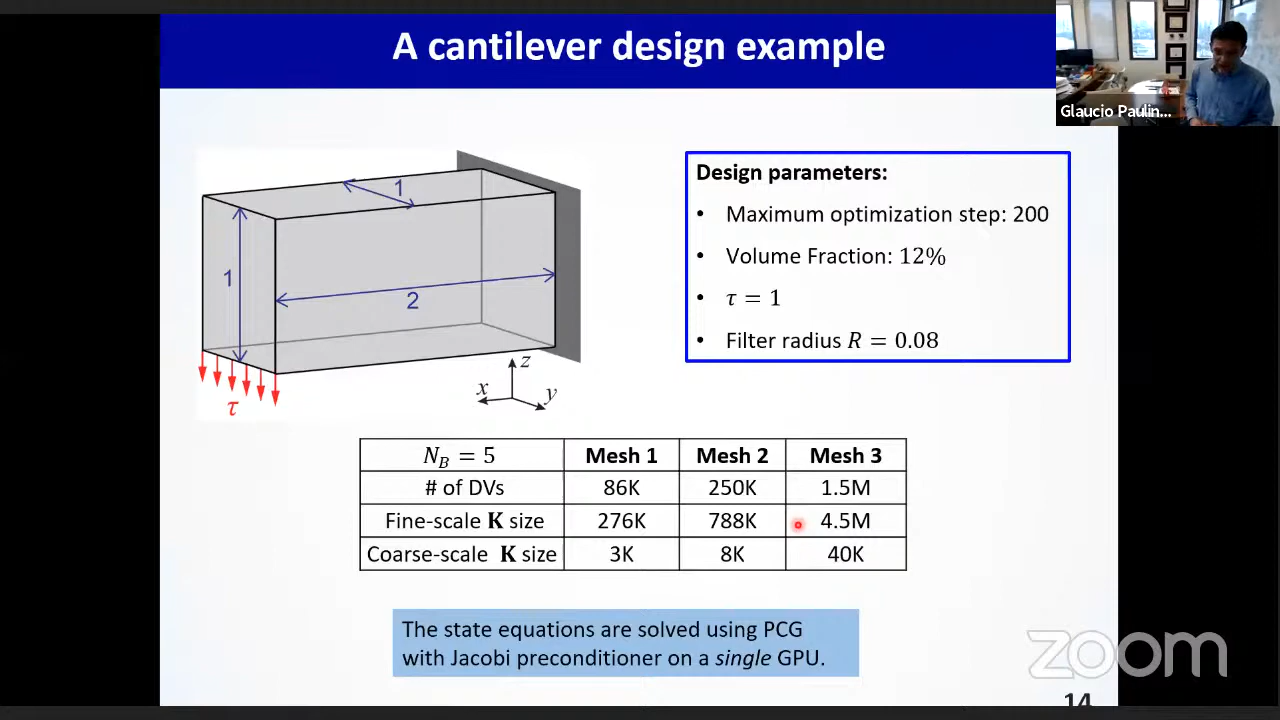 A cantilever design example
Glaucio Paulin...
1
1
2
τ
x
y
z
Design parameters:
• Maximum optimization step: 200
• Volume Fraction: 12%
• τ = 1
• Filter radius R = 0.08
N_B = 5 Mesh 1 Mesh 2 Mesh 3
# of DVs 86K 250K 1.5M
Fine-scale K size 276K 788K 4.5M
Coarse-scale K size 3K 8K 40K
The state equations are solved using PCG
with Jacobi preconditioner on a single GPU.
zoom
14